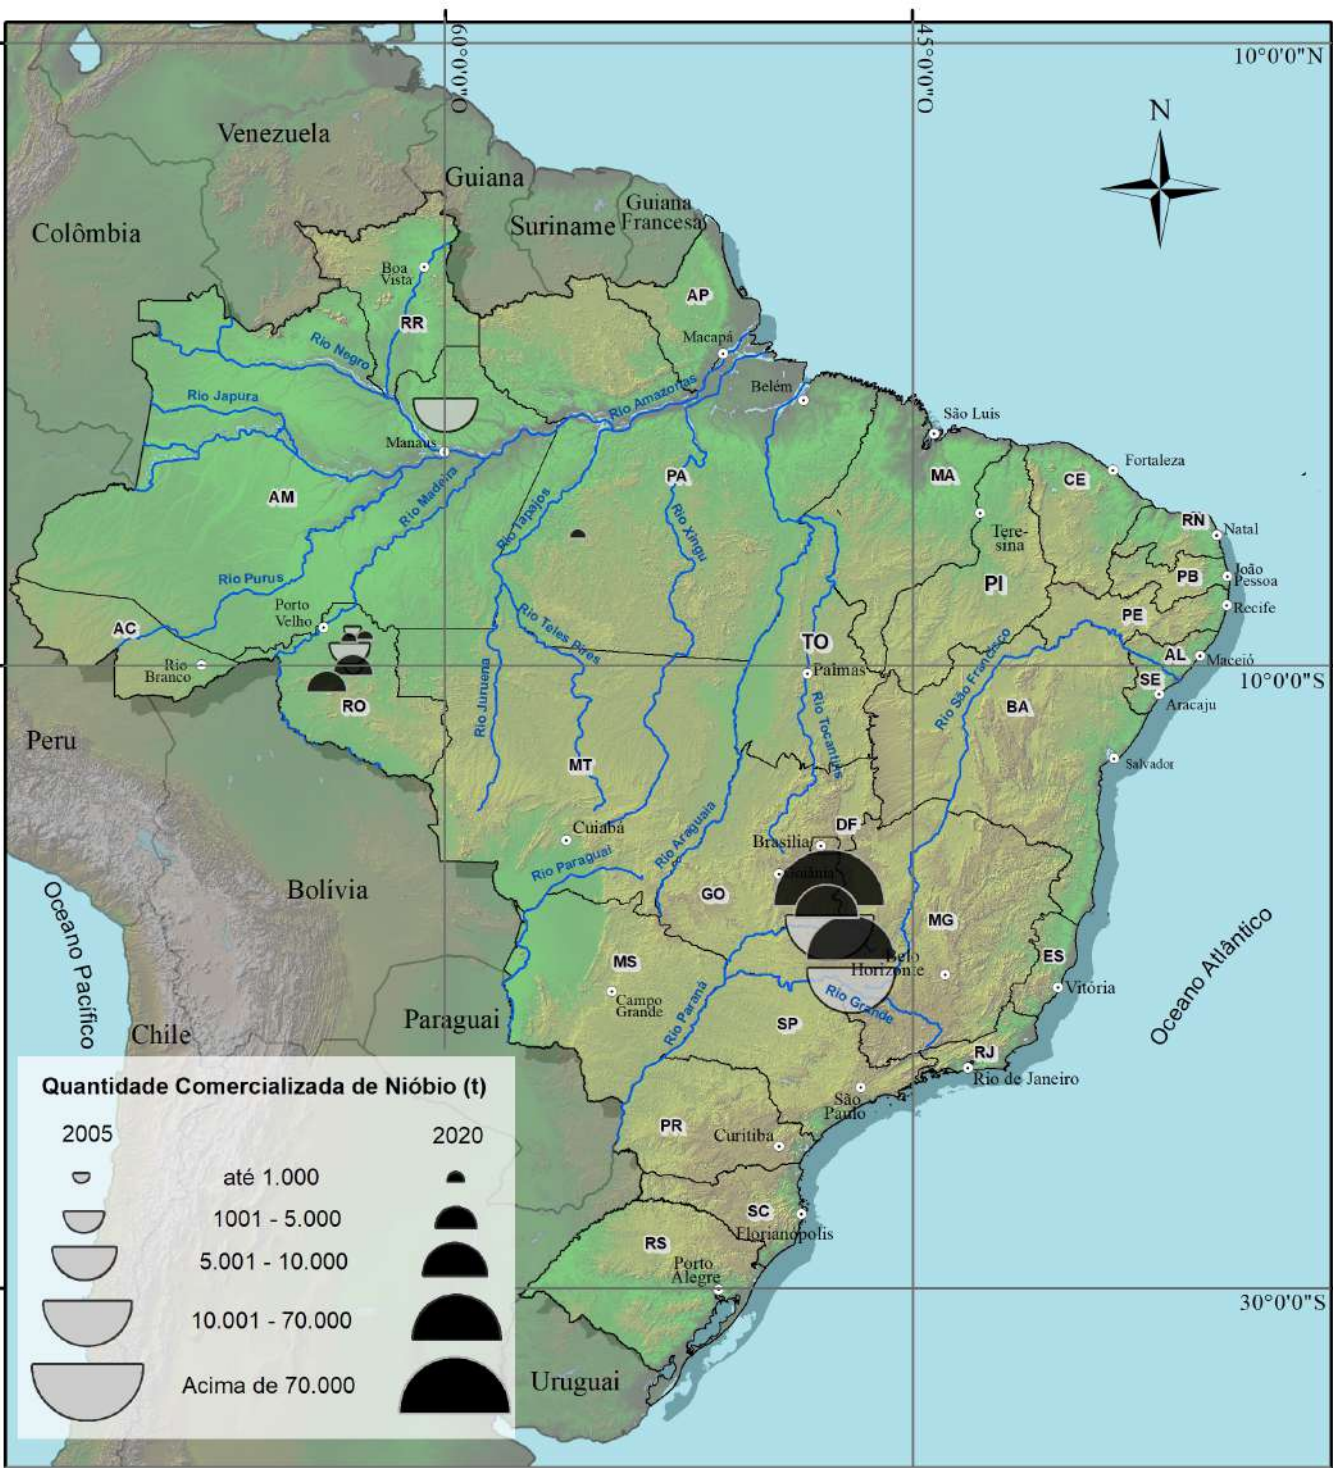 60°0'0"O
45°0'0"O
10°0'0"N
N
Venezuela
Guiana
Suriname
Guiana
Francesa
Colômbia
Boa
Vista
AP
RR
Macapá
Rio Negro
Belém
Rio Japura
Rio Amazonas
São Luis
Manaus
Fortaleza
AM
Rio Madeira
PA
MA
CE
Rio Tapajos
Rio Xingu
RN
Natal
Tere-
sina
Rio Purus
PI
PB
João
Pessoa
Porto
Velho
Recife
AC
Rio Teles Pires
PE
TO
Rio
Branco
Palmas
Rio São Francisco
AL
Maceió
10°0'0"S
SE
Aracaju
RO
Rio Juruena
Rio Tocantins
BA
Peru
MT
Salvador
Cuiabá
DF
Brasilia
Rio Araguaia
Rio Paraguai
Goiânia
Bolívia
GO
MG
Oceano Pacífico
MS
Belo
Horizonte
ES
Vitória
Oceano Atlântico
Campo
Grande
Rio Paraná
Rio Grande
Paraguai
SP
Chile
RJ
Rio de Janeiro
São
Paulo
PR
Curitiba
SC
Florianópolis
RS
Porto
Alegre
30°0'0"S
Uruguai
Quantidade Comercializada de Nióbio (t)
2005
2020
até 1.000
1001 - 5.000
5.001 - 10.000
10.001 - 70.000
Acima de 70.000